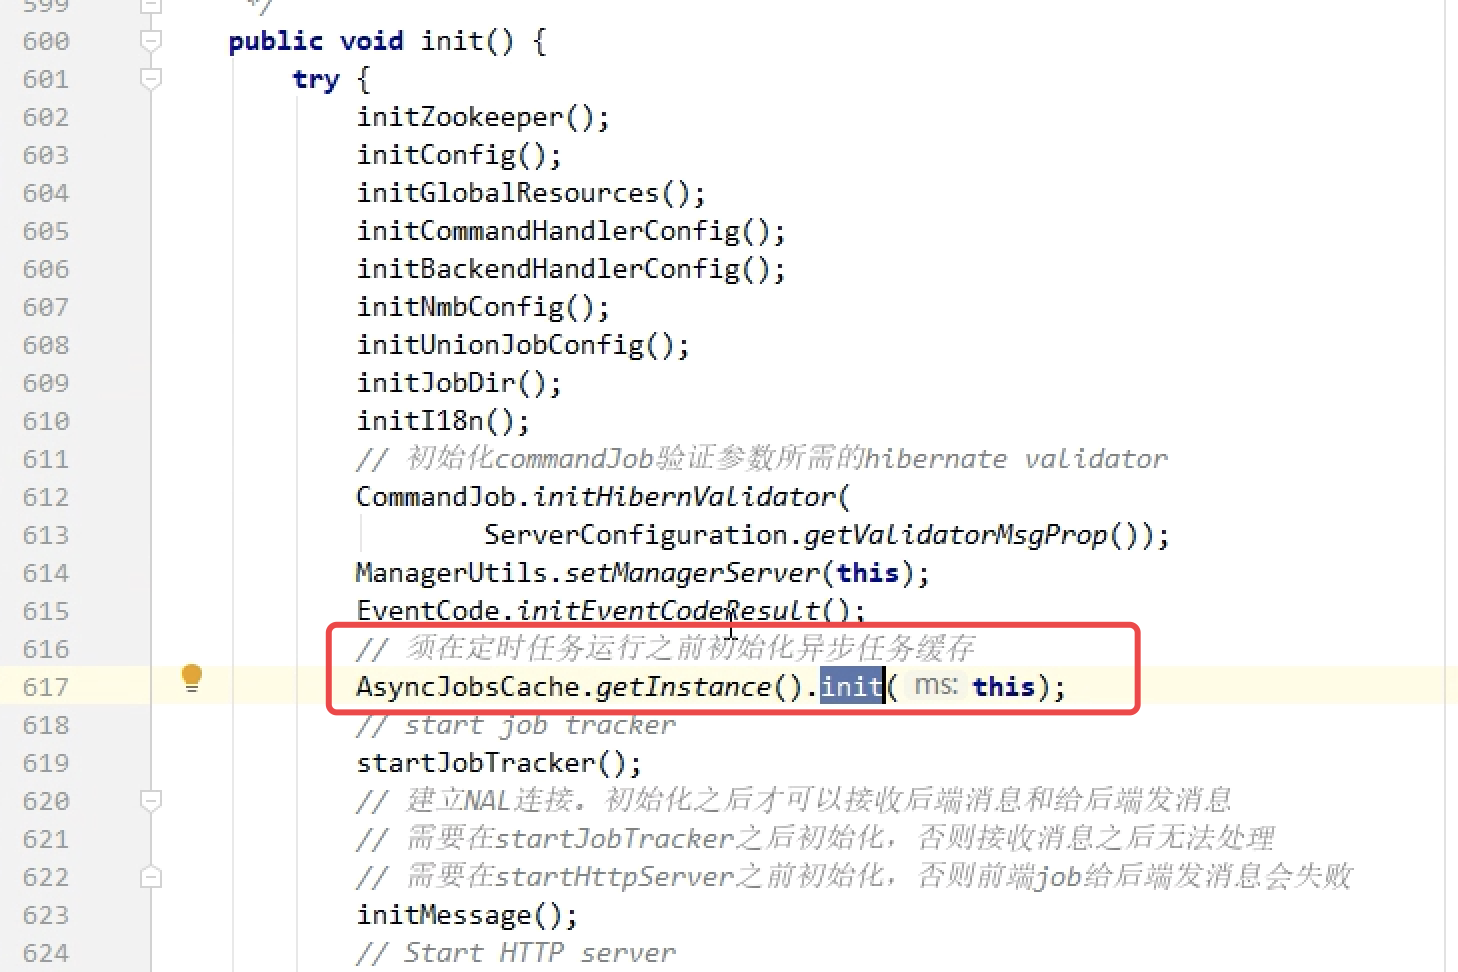 599 */
600 public void init() {
601 try {
602 initZookeeper();
603 initConfig();
604 initGlobalResources();
605 initCommandHandlerConfig();
606 initBackendHandlerConfig();
607 initNmbConfig();
608 initUnionJobConfig();
609 initJobDir();
610 initI18n();
611 // 初始化commandJob验证参数所需的hibernate validator
612 CommandJob.initHibernValidator(
613 ServerConfiguration.getValidatorMsgProp());
614 ManagerUtils.setManagerServer(this);
615 EventCode.initEventCodeResult();
616 // 须在定时任务运行之前初始化异步任务缓存
617 AsyncJobsCache.getInstance().init( ms: this);
618 // start job tracker
619 startJobTracker();
620 // 建立NAL连接。初始化之后才可以接收后端消息和给后端发消息
621 // 需要在startJobTracker之后初始化，否则接收消息之后无法处理
622 // 需要在startHttpServer之前初始化，否则前端job给后端发消息会失败
623 initMessage();
624 // Start HTTP server